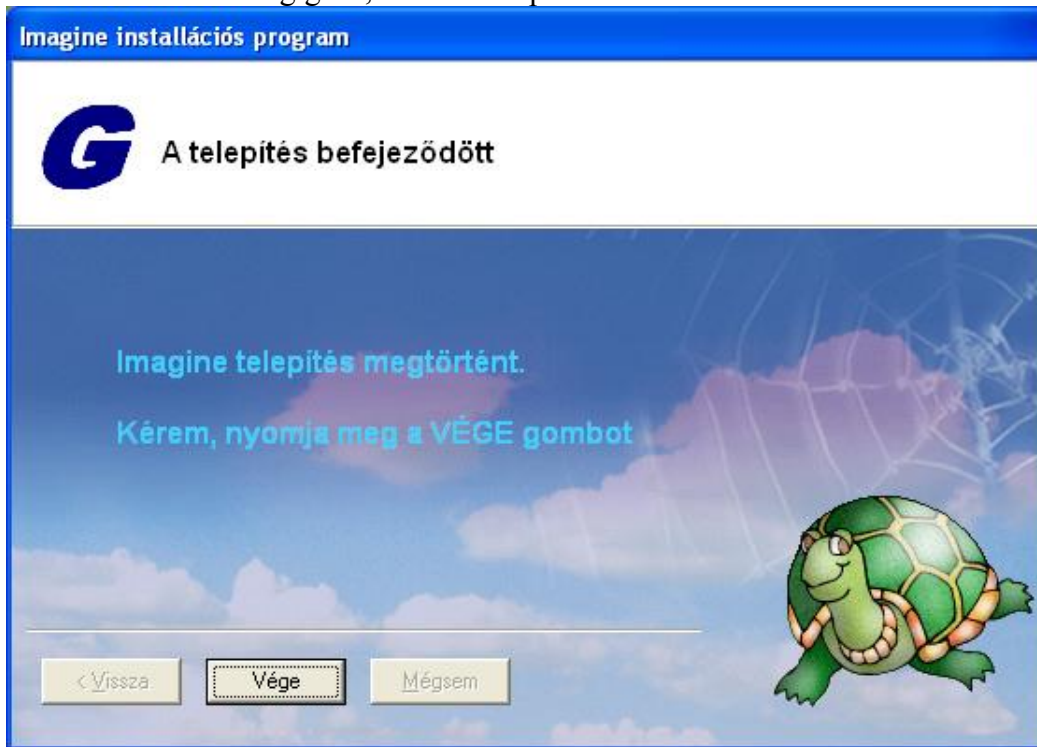 Imagine installációs program
G
A telepítés befejeződött
Imagine telepítés megtörtént.
Kérem, nyomja meg a VÉGE gombot
< Vissza
Vége
Mégsem